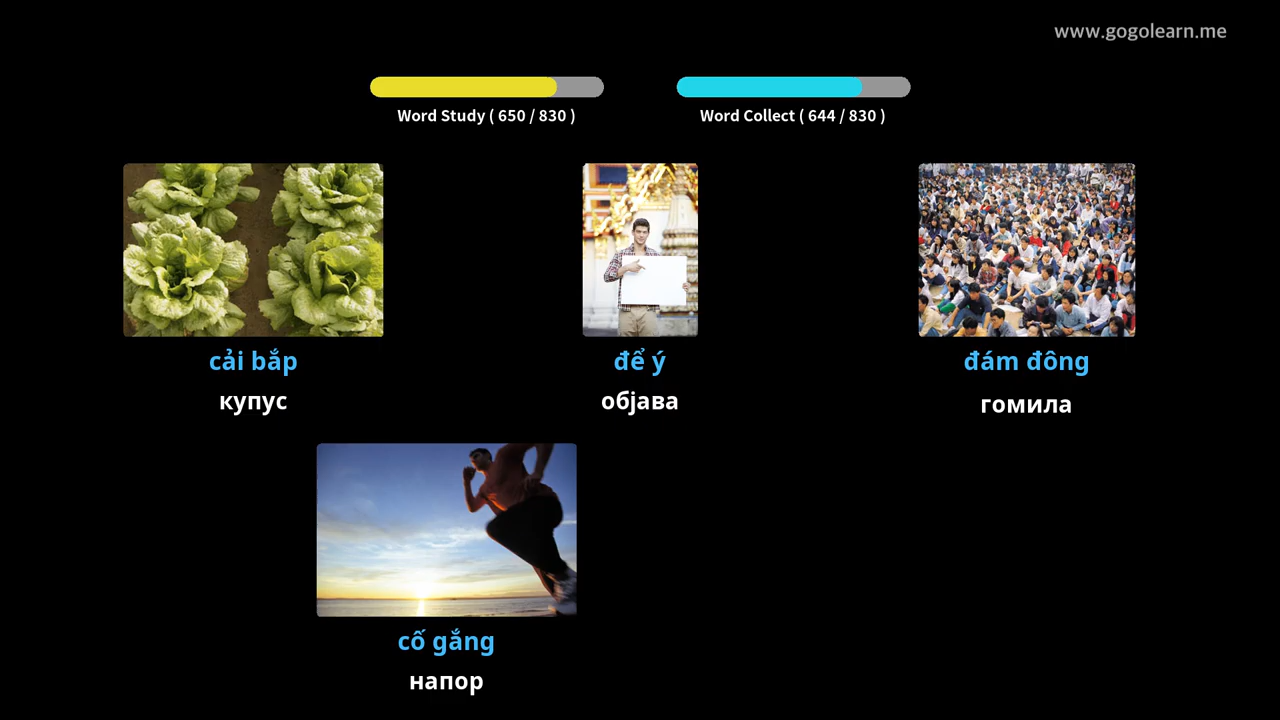 www.gogolearn.me
Word Study ( 650 / 830 )
Word Collect ( 644 / 830 )
cải bắp
купус
để ý
објава
đám đông
гомила
cố gắng
напор